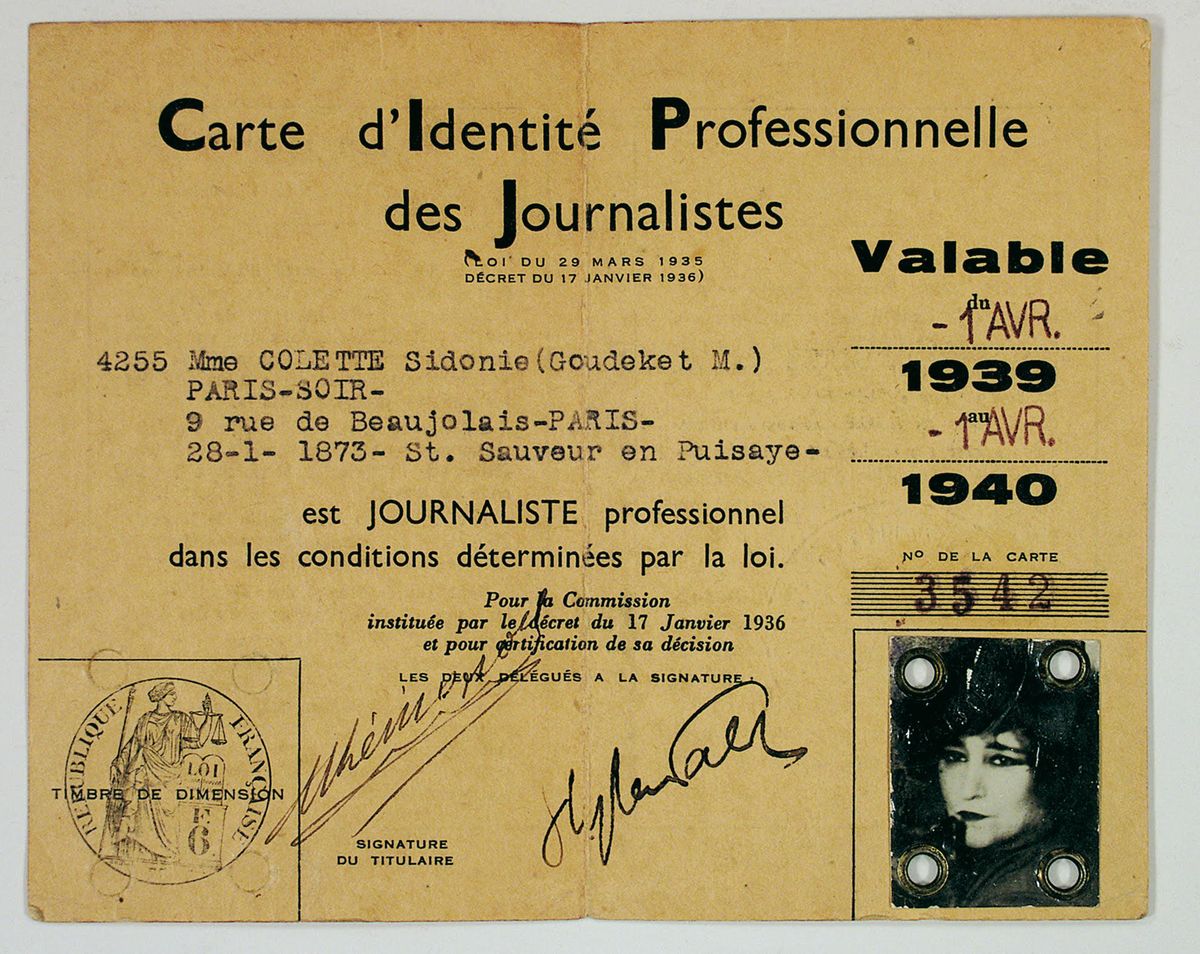 Carte d'Identité Professionnelle
des Journalistes
(LOI DU 29 MARS 1935
DÉCRET DU 17 JANVIER 1936)
Valable
du
- 1 AVR.
1939
au
- 1 AVR.
1940
4255 Mme COLETTE Sidonie(Goudeket M.)
PARIS-SOIR-
9 rue de Beaujolais-PARIS-
28-1- 1873- St. Sauveur en Puisaye-
est JOURNALISTE professionnel
dans les conditions déterminées par la loi.
Nº DE LA CARTE
3542
Pour la Commission
instituée par le décret du 17 Janvier 1936
et pour certification de sa décision
LES DEUX DÉLÉGUÉS A LA SIGNATURE.
RÉPUBLIQUE FRANÇAISE
LOI
TIMBRE DE DIMENSION
F.
6
SIGNATURE
DU TITULAIRE